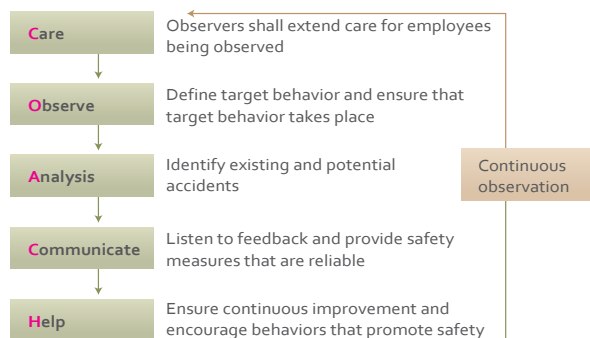 Care
Observers shall extend care for employees
being observed
Observe
Define target behavior and ensure that
target behavior takes place
Analysis
Identify existing and potential
accidents
Continuous
observation
Communicate
Listen to feedback and provide safety
measures that are reliable
Help
Ensure continuous improvement and
encourage behaviors that promote safety